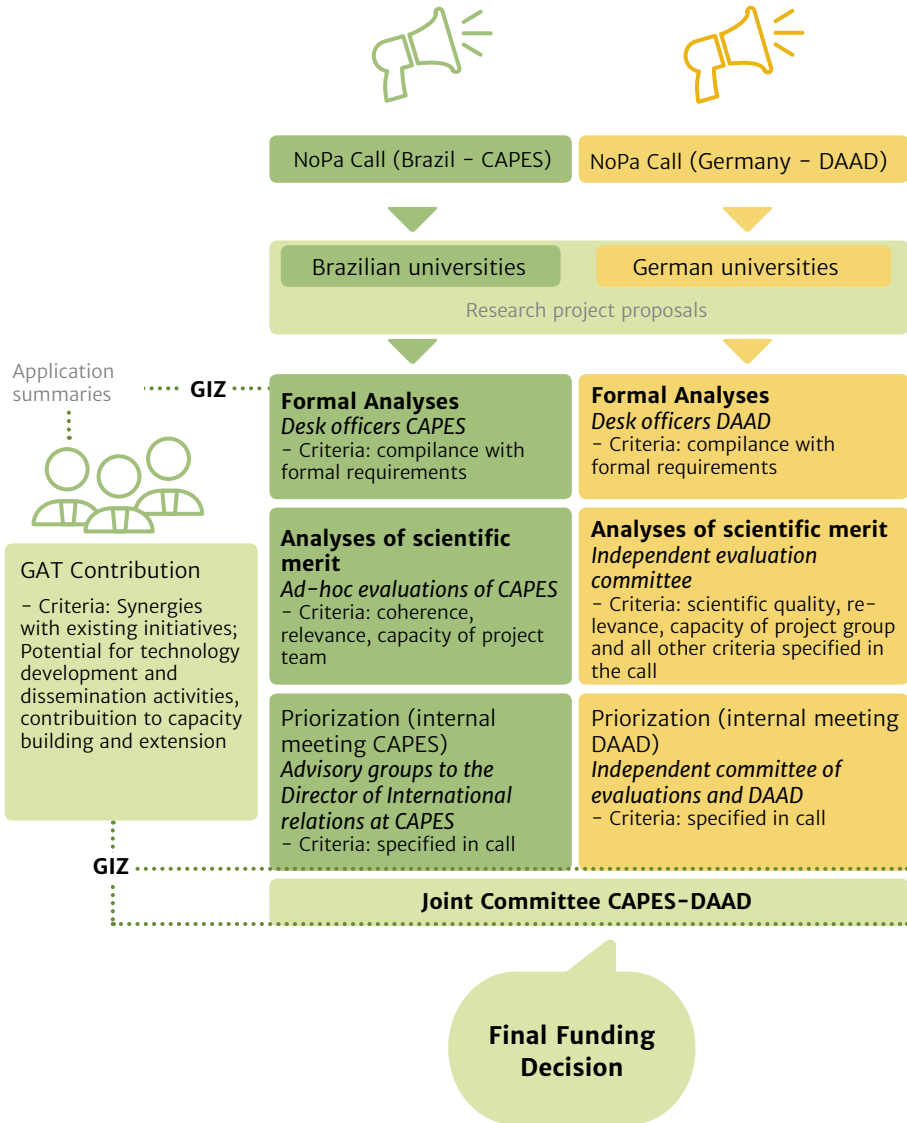 NoPa Call (Brazil - CAPES)
NoPa Call (Germany - DAAD)
Brazilian universities
German universities
Research project proposals
Application
summaries
GIZ
Formal Analyses
Desk officers CAPES
- Criteria: compliance with
formal requirements
Formal Analyses
Desk officers DAAD
- Criteria: compilance with
formal requirements
Analyses of scientific
merit
Ad-hoc evaluations of CAPES
- Criteria: coherence,
relevance, capacity of project
team
Analyses of scientific merit
Independent evaluation
committee
- Criteria: scientific quality, re-
levance, capacity of project group
and all other criteria specified in
the call
GAT Contribution
- Criteria: Synergies
with existing initiatives;
Potential for technology
development and
dissemination activities,
contribuition to capacity
building and extension
Priorization (internal
meeting CAPES)
Advisory groups to the
Director of International
relations at CAPES
- Criteria: specified in call
Priorization (internal meeting
DAAD)
Independent committee of
evaluations and DAAD
- Criteria: specified in call
GIZ
Joint Committee CAPES-DAAD
Final Funding
Decision